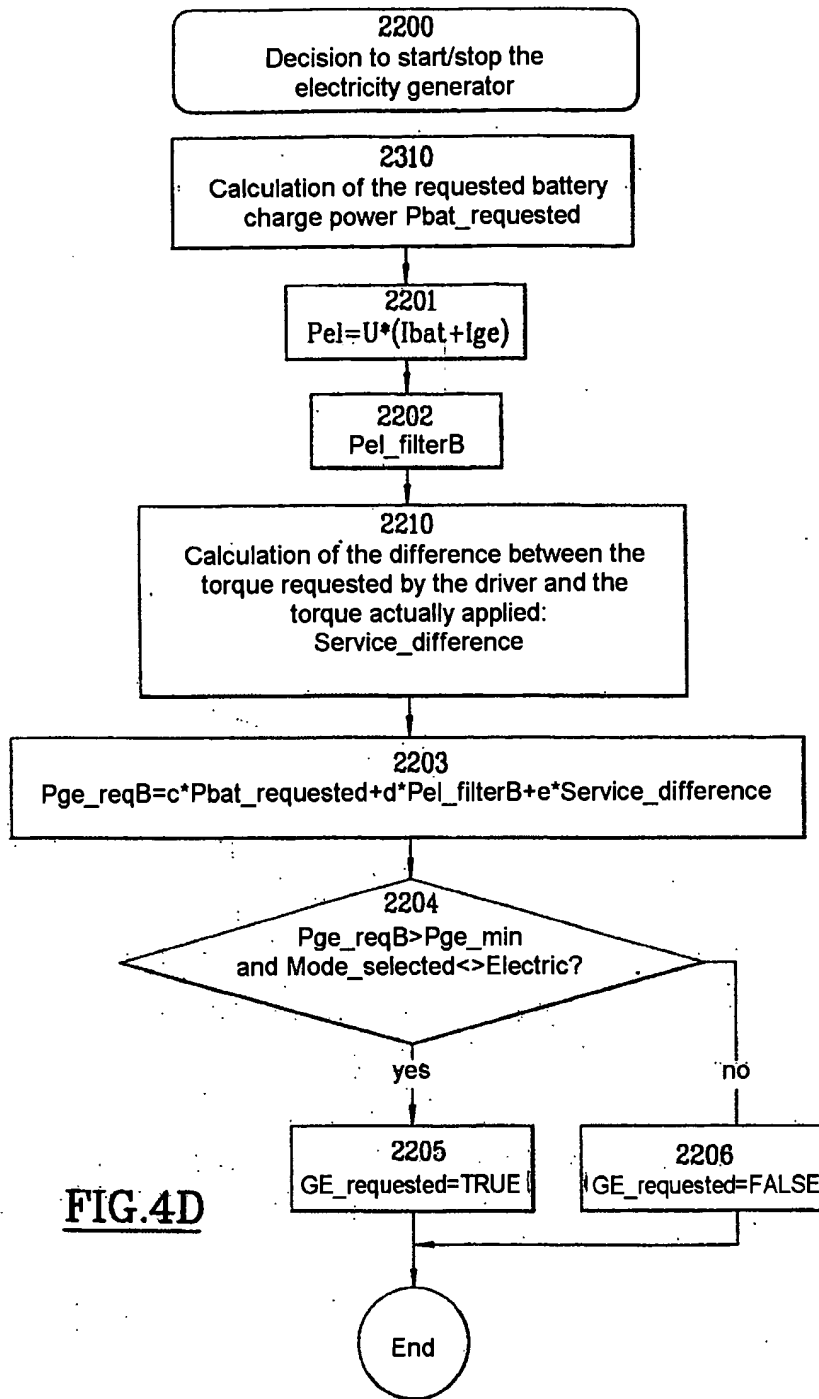 2200
Decision to start/stop the
electricity generator
2310
Calculation of the requested battery
charge power Pbat_requested
2201
Pel=U*(Ibat+Ige)
2202
Pel_filterB
2210
Calculation of the difference between the
torque requested by the driver and the
torque actually applied:
Service_difference
2203
Pge_reqB=c*Pbat_requested+d*Pel_filterB+e*Service_difference
2204
Pge_reqB>Pge_min
and Mode_selected<>Electric?
yes
no
2205
GE_requested=TRUE
2206
GE_requested=FALSE
FIG.4D
End